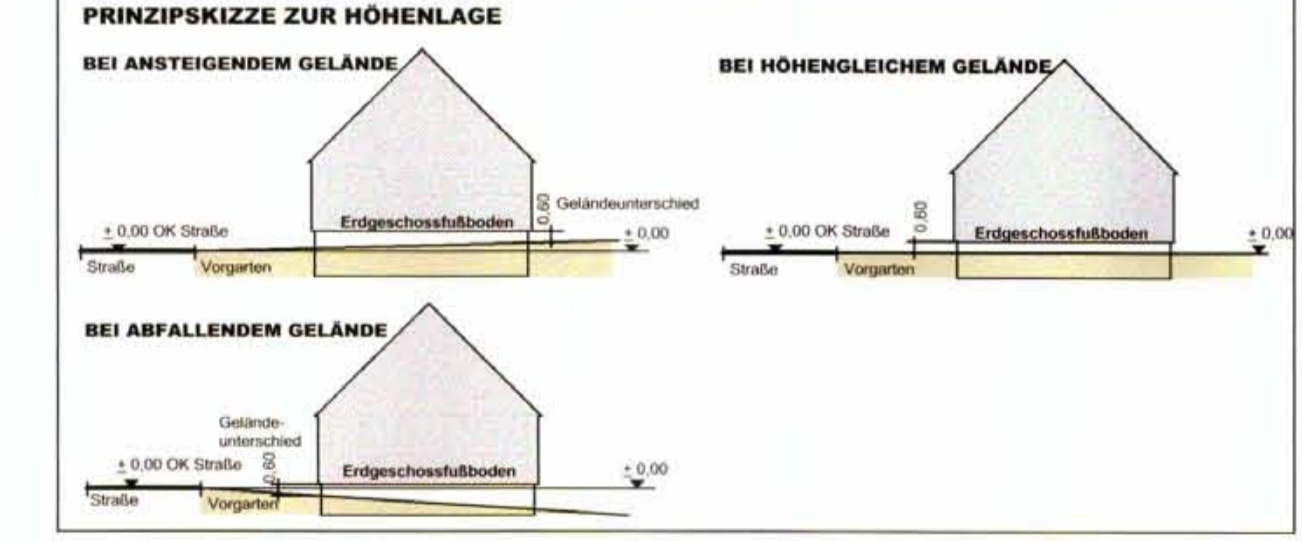 PRINZIPSKIZZE ZUR HÖHENLAGE
BEI ANSTEIGENDEM GELÄNDE
Erdgeschossfußboden
0,60
Geländeunterschied
± 0,00 OK Straße
± 0,00
Straße
Vorgarten
BEI HÖHENGLEICHEM GELÄNDE
0,60
± 0,00 OK Straße
Erdgeschossfußboden
± 0,00
Straße
Vorgarten
BEI ABFALLENDEM GELÄNDE
Gelände-
unterschied
± 0,00 OK Straße
0,60
Erdgeschossfußboden
± 0,00
Straße
Vorgarten